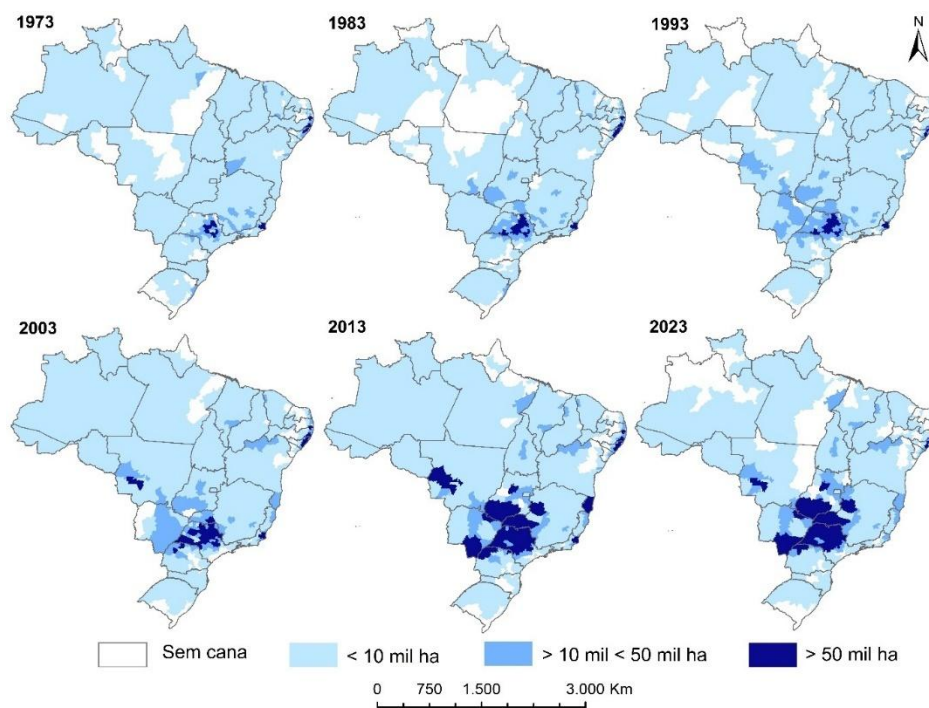 1973
1983
1993
N
2003
2013
2023
Sem cana
< 10 mil ha
> 10 mil < 50 mil ha
> 50 mil ha
0 750 1.500 3.000 Km